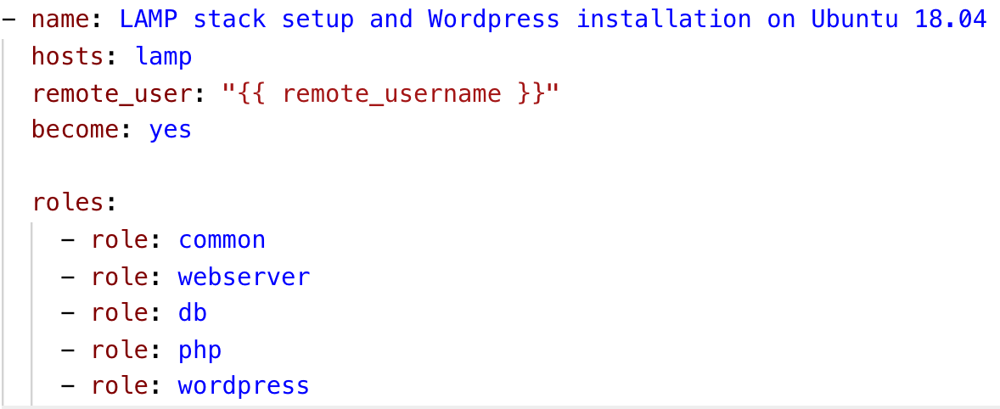 - name: LAMP stack setup and Wordpress installation on Ubuntu 18.04
  hosts: lamp
  remote_user: "{{ remote_username }}"
  become: yes

  roles:
    - role: common
    - role: webserver
    - role: db
    - role: php
    - role: wordpress